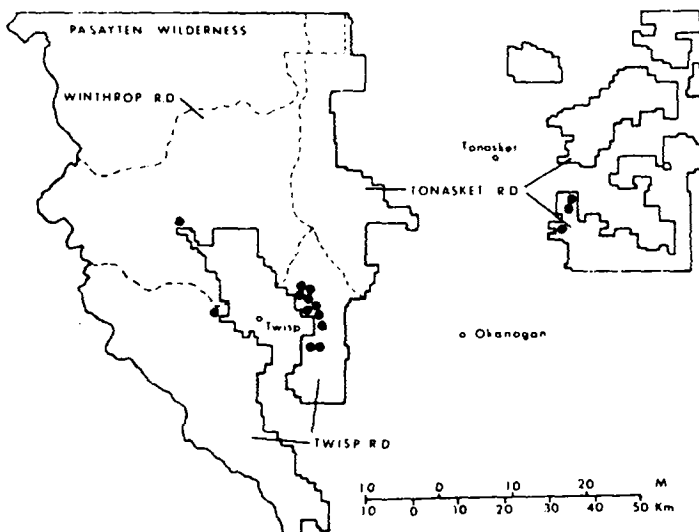 PASAYTEN WILDERNESS
WINTHROP R.D
Tonasket
TONASKET R.D
Twisp
Okanogan
TWISP RD
10 0 10 20 M
10 0 10 20 30 40 50 Km